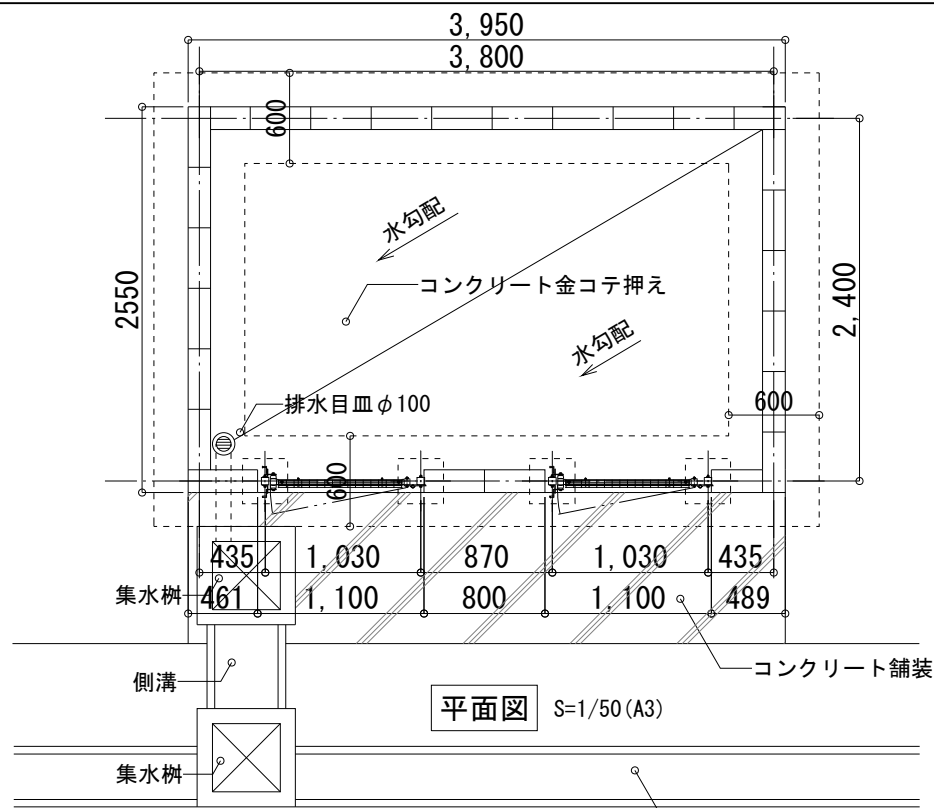 3,950
3,800
600
2550
水勾配
コンクリート金コテ押え
2,400
水勾配
排水目皿φ100
600
600
435
1,030
870
1,030
435
集水桝
461
1,100
800
1,100
489
側溝
コンクリート舗装
平面図 S=1/50(A3)
集水桝